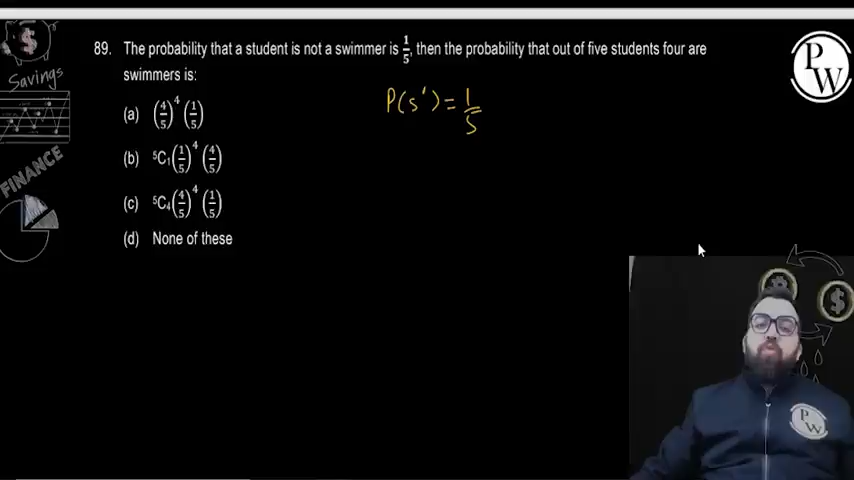 89. The probability that a student is not a swimmer is 1/5, then the probability that out of five students four are
swimmers is:
(a) (4/5)^4 (1/5)
(b) ⁵C₁ (1/5)^4 (4/5)
(c) ⁵C₄ (4/5)^4 (1/5)
(d) None of these
P(s') = 1/5
Savings
FINANCE
$
P
W
$
P
W